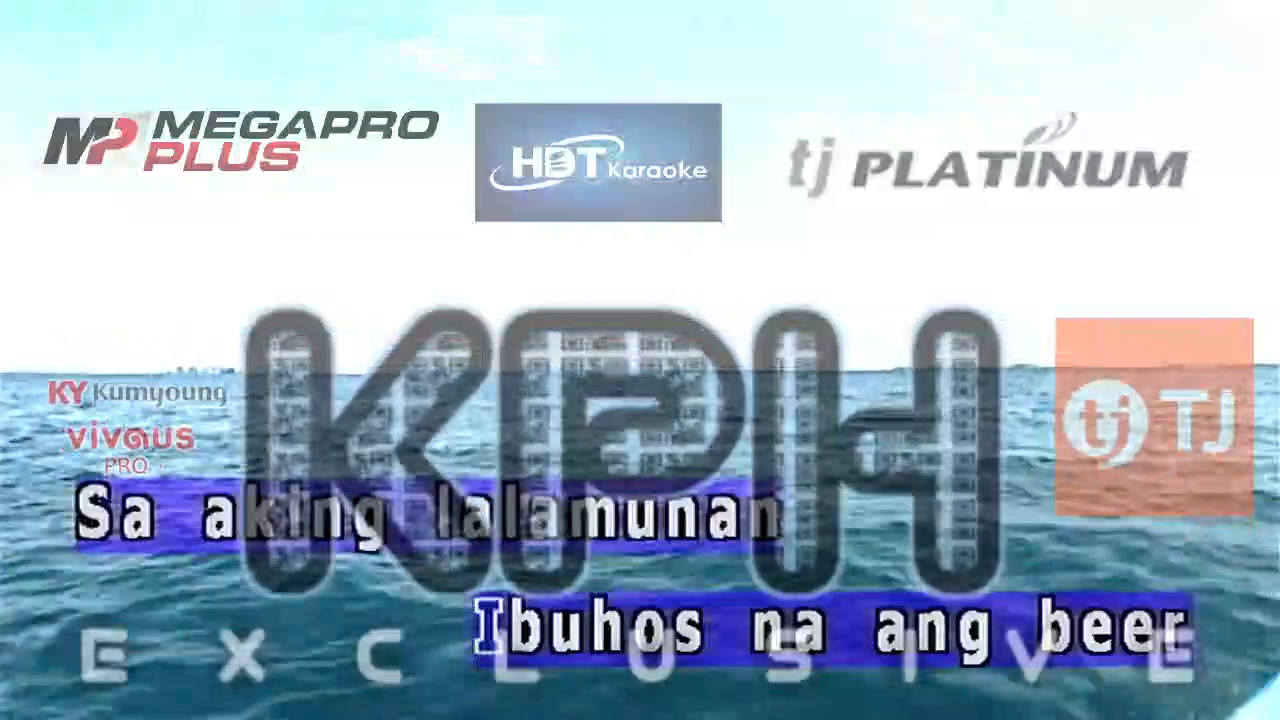 MP MEGAPRO
PLUS
HDT Karaoke
tj PLATINUM
KPH
KY Kumyoung
vivaus
PRO
tj TJ
Sa aking lalamunan
Ibuhos na ang beer
EXCLUSIVE